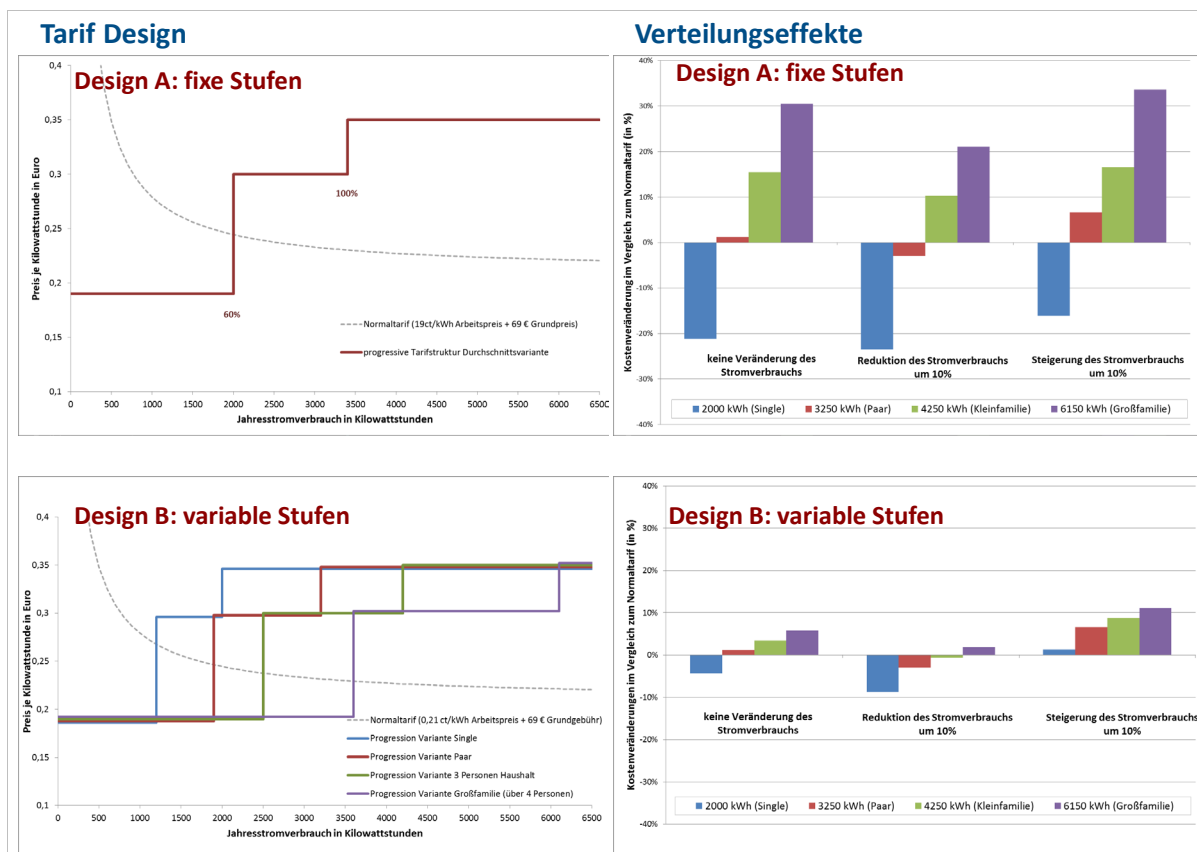 Tarif Design
Verteilungseffekte
Design A: fixe Stufen
Preis je Kilowattstunde in Euro
0,4
0,35
0,3
0,25
0,2
0,15
0,1
60%
100%
Normaltarif (19ct/kWh Arbeitspreis + 69 € Grundpreis)
progressive Tarifstruktur Durchschnittsvariante
0 500 1000 1500 2000 2500 3000 3500 4000 4500 5000 5500 6000 6500
Jahresstromverbrauch in Kilowattstunden
Design A: fixe Stufen
Kostenveränderung im Vergleich zum Normaltarif (in %)
40%
30%
20%
10%
0%
-10%
-20%
-30%
-40%
keine Veränderung des
Stromverbrauchs
Reduktion des Stromverbrauchs
um 10%
Steigerung des Stromverbrauchs
um 10%
2000 kWh (Single) 3250 kWh (Paar) 4250 kWh (Kleinfamilie) 6150 kWh (Großfamilie)
Design B: variable Stufen
Preis je Kilowattstunde in Euro
0,4
0,35
0,3
0,25
0,2
0,15
0,1
Normaltarif (0,21 ct/kWh Arbeitspreis + 69 € Grundgebühr)
Progression Variante Single
Progression Variante Paar
Progression Variante 3 Personen Haushalt
Progression Variante Großfamilie (über 4 Personen)
0 500 1000 1500 2000 2500 3000 3500 4000 4500 5000 5500 6000 6500
Jahresstromverbrauch in Kilowattstunden
Design B: variable Stufen
Kostenveränderungen im Vergleich zum Normaltarif (in %)
40%
30%
20%
10%
0%
-10%
-20%
-30%
-40%
keine Veränderung des
Stromverbrauchs
Reduktion des Stromverbrauchs
um 10%
Steigerung des Stromverbrauchs
um 10%
2000 kWh (Single) 3250 kWh (Paar) 4250 kWh (Kleinfamilie) 6150 kWh (Großfamilie)